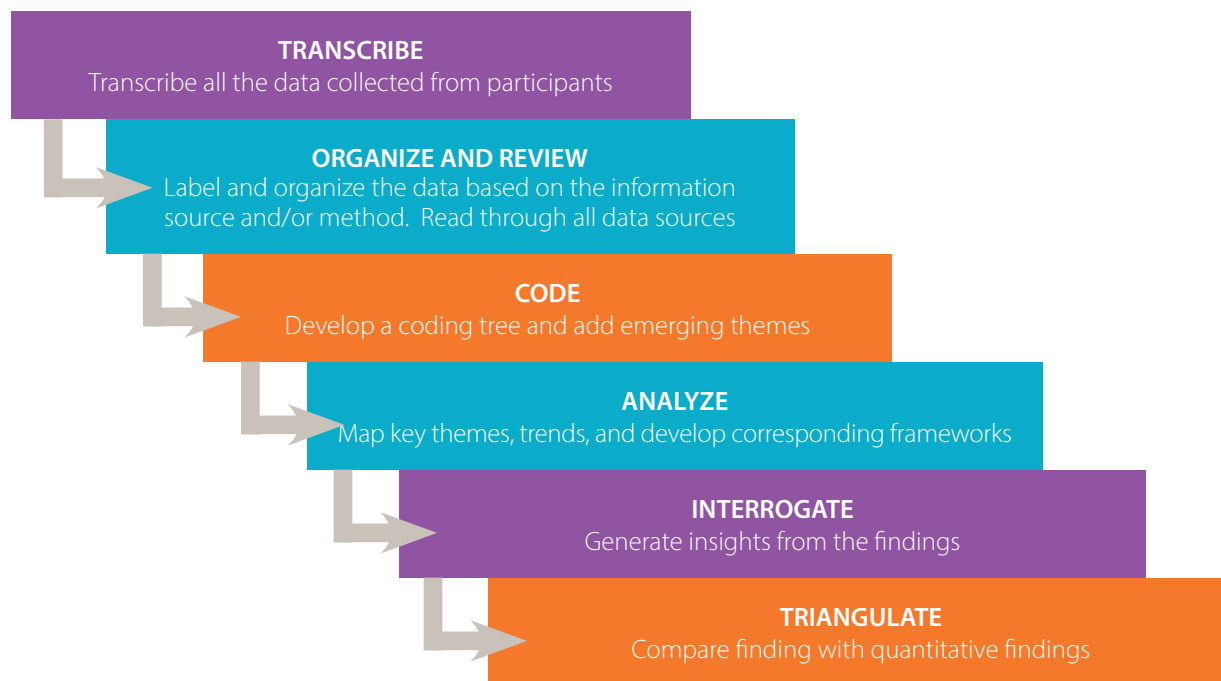 TRANSCRIBE
Transcribe all the data collected from participants
ORGANIZE AND REVIEW
Label and organize the data based on the information
source and/or method.  Read through all data sources
CODE
Develop a coding tree and add emerging themes
ANALYZE
Map key themes, trends, and develop corresponding frameworks
INTERROGATE
Generate insights from the findings
TRIANGULATE
Compare finding with quantitative findings